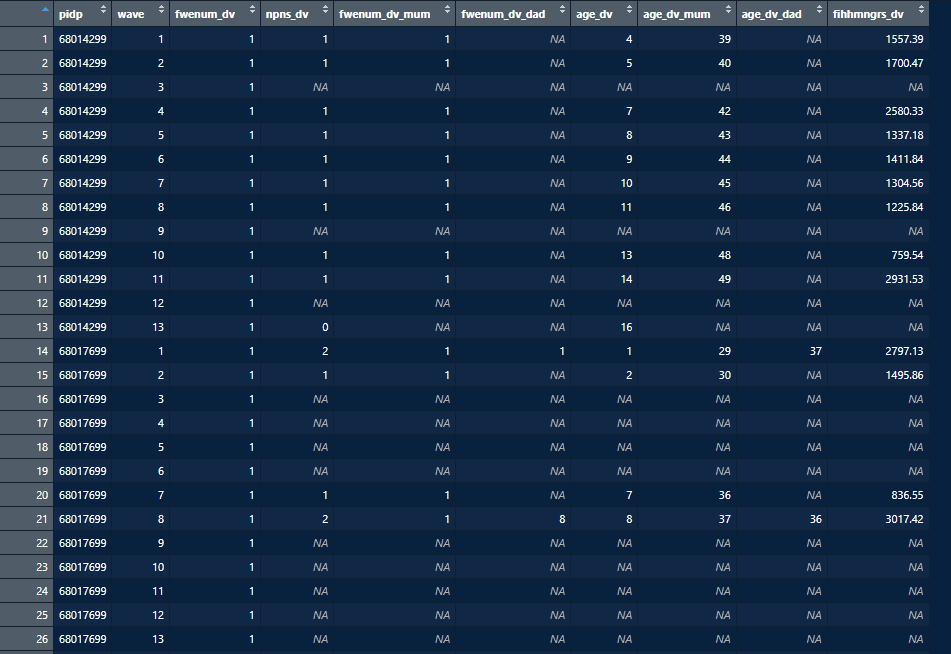 pidp wave fwenum_dv npns_dv fwenum_dv_mum fwenum_dv_dad age_dv age_dv_mum age_dv_dad fihhmngrs_dv
1 68014299 1 1 1 1 NA 4 39 NA 1557.39
2 68014299 2 1 1 1 NA 5 40 NA 1700.47
3 68014299 3 1 NA NA NA NA NA NA NA
4 68014299 4 1 1 1 NA 7 42 NA 2580.33
5 68014299 5 1 1 1 NA 8 43 NA 1337.18
6 68014299 6 1 1 1 NA 9 44 NA 1411.84
7 68014299 7 1 1 1 NA 10 45 NA 1304.56
8 68014299 8 1 1 1 NA 11 46 NA 1225.84
9 68014299 9 1 NA NA NA NA NA NA NA
10 68014299 10 1 1 1 NA 13 48 NA 759.54
11 68014299 11 1 1 1 NA 14 49 NA 2931.53
12 68014299 12 1 NA NA NA NA NA NA NA
13 68014299 13 1 0 NA NA 16 NA NA NA
14 68017699 1 1 2 1 1 1 29 37 2797.13
15 68017699 2 1 1 1 NA 2 30 NA 1495.86
16 68017699 3 1 NA NA NA NA NA NA NA
17 68017699 4 1 NA NA NA NA NA NA NA
18 68017699 5 1 NA NA NA NA NA NA NA
19 68017699 6 1 NA NA NA NA NA NA NA
20 68017699 7 1 1 1 NA 7 36 NA 836.55
21 68017699 8 1 2 1 8 8 37 36 3017.42
22 68017699 9 1 NA NA NA NA NA NA NA
23 68017699 10 1 NA NA NA NA NA NA NA
24 68017699 11 1 NA NA NA NA NA NA NA
25 68017699 12 1 NA NA NA NA NA NA NA
26 68017699 13 1 NA NA NA NA NA NA NA